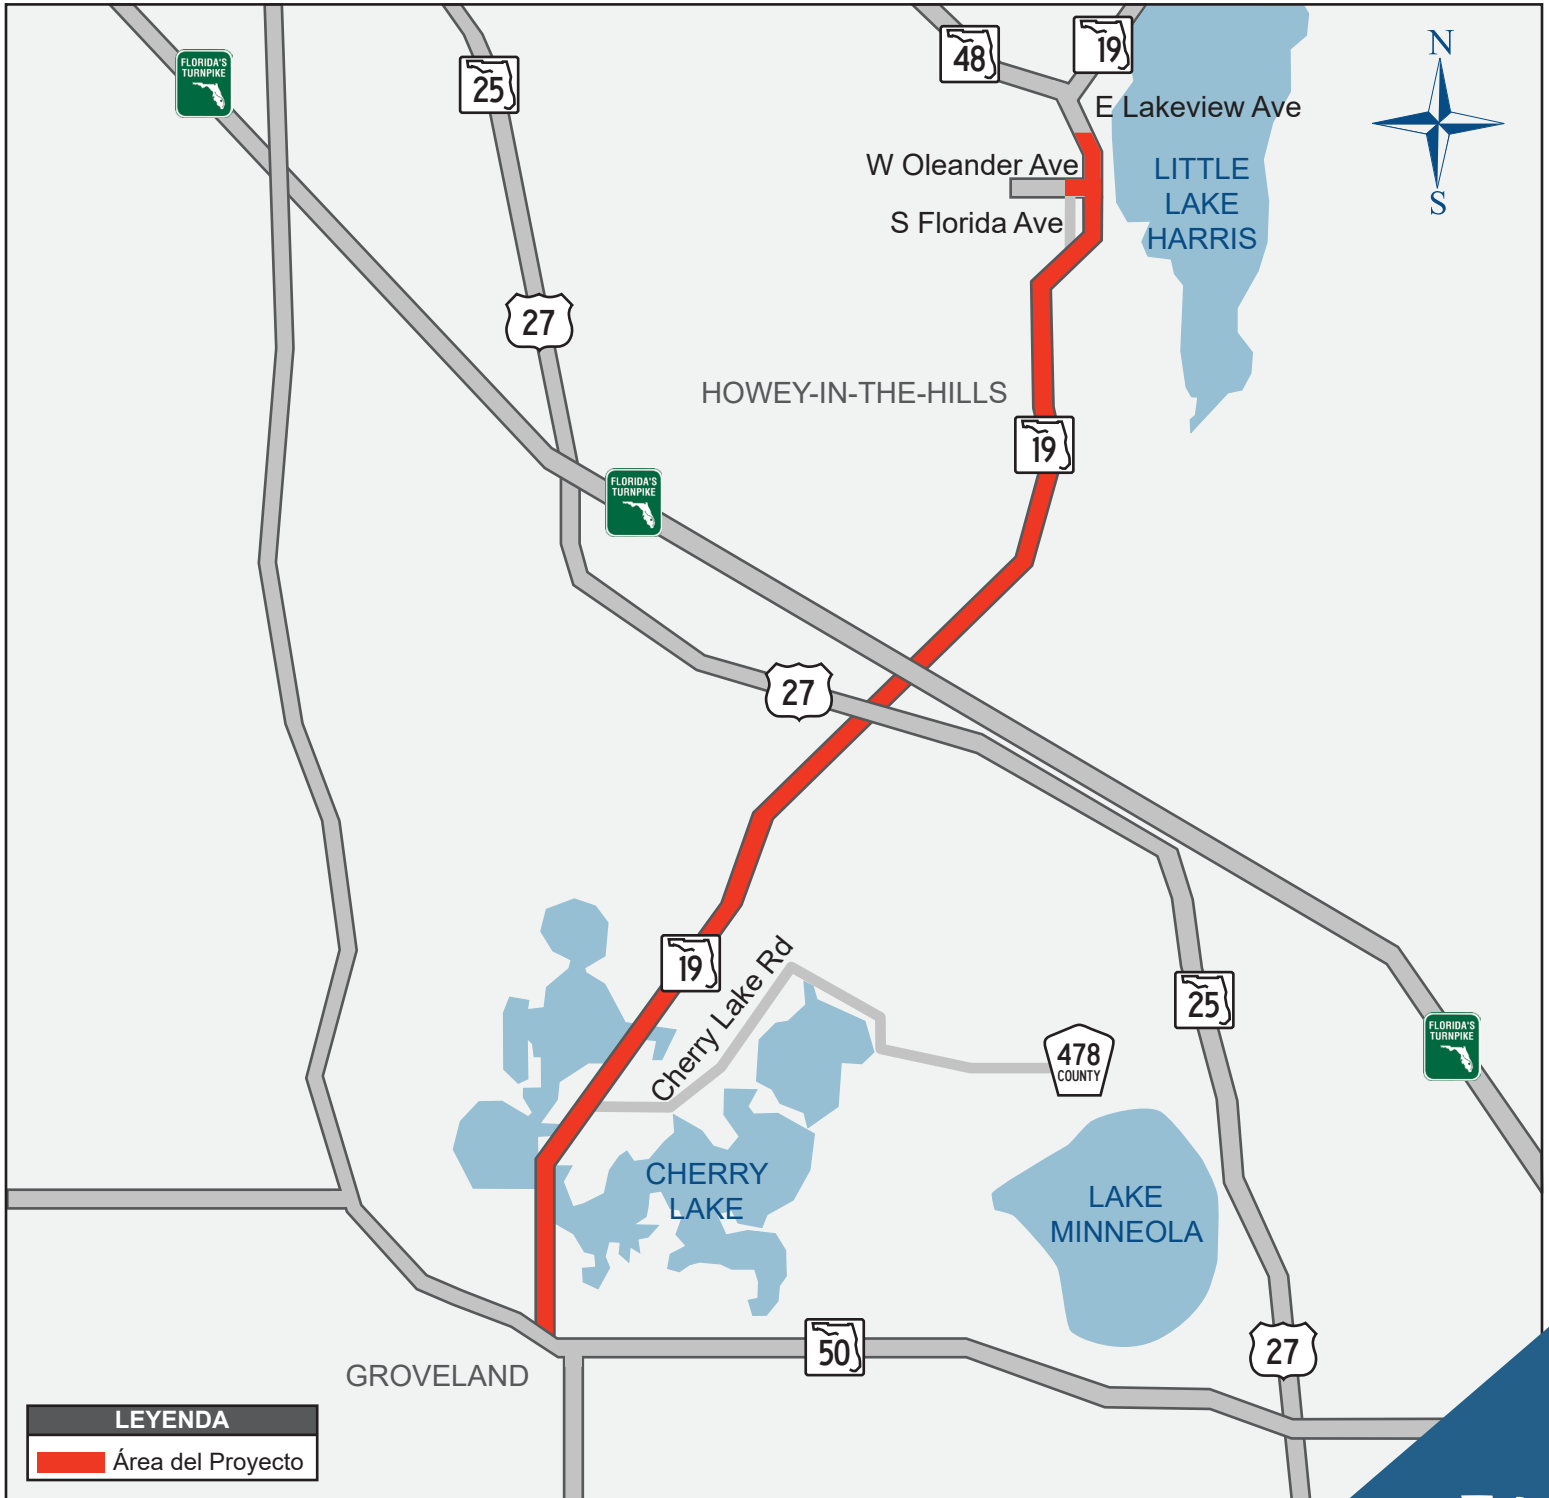 N
S
FLORIDA'S
TURNPIKE
25
48
19
E Lakeview Ave
W Oleander Ave
S Florida Ave
LITTLE
LAKE
HARRIS
27
HOWEY-IN-THE-HILLS
19
FLORIDA'S
TURNPIKE
27
19
Cherry Lake Rd
25
478
COUNTY
FLORIDA'S
TURNPIKE
CHERRY
LAKE
LAKE
MINNEOLA
50
27
GROVELAND
LEYENDA
Área del Proyecto